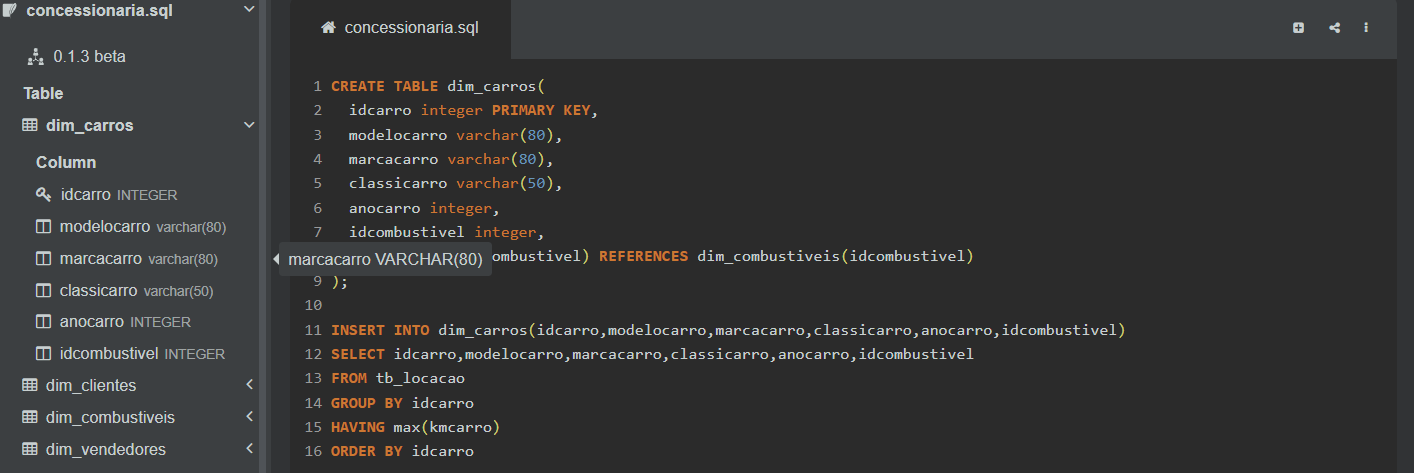 concessionaria.sql
0.1.3 beta
Table
dim_carros
Column
idcarro INTEGER
modelocarro varchar(80)
marcacarro varchar(80)
classicarro varchar(50)
anocarro INTEGER
idcombustivel INTEGER
dim_clientes
dim_combustiveis
dim_vendedores
concessionaria.sql
1 CREATE TABLE dim_carros(
2 idcarro integer PRIMARY KEY,
3 modelocarro varchar(80),
4 marcacarro varchar(80),
5 classicarro varchar(50),
6 anocarro integer,
7 idcombustivel integer,
marcacarro VARCHAR(80)
ombustivel) REFERENCES dim_combustiveis(idcombustivel)
9 );
10
11 INSERT INTO dim_carros(idcarro,modelocarro,marcacarro,classicarro,anocarro,idcombustivel)
12 SELECT idcarro,modelocarro,marcacarro,classicarro,anocarro,idcombustivel
13 FROM tb_locacao
14 GROUP BY idcarro
15 HAVING max(kmcarro)
16 ORDER BY idcarro